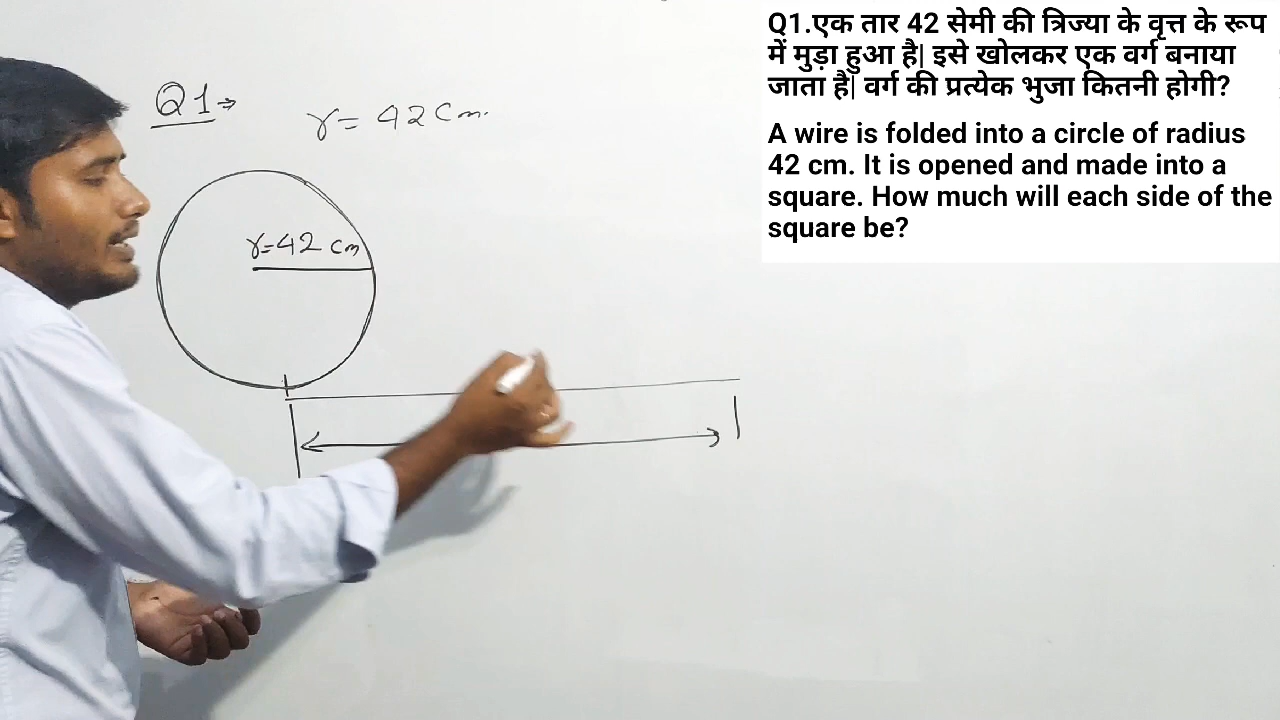 Q1.एक तार 42 सेमी की त्रिज्या के वृत्त के रूप
में मुड़ा हुआ है| इसे खोलकर एक वर्ग बनाया
जाता है| वर्ग की प्रत्येक भुजा कितनी होगी?
A wire is folded into a circle of radius
42 cm. It is opened and made into a
square. How much will each side of the
square be?
Q1→
r= 42 cm.
r=42 cm